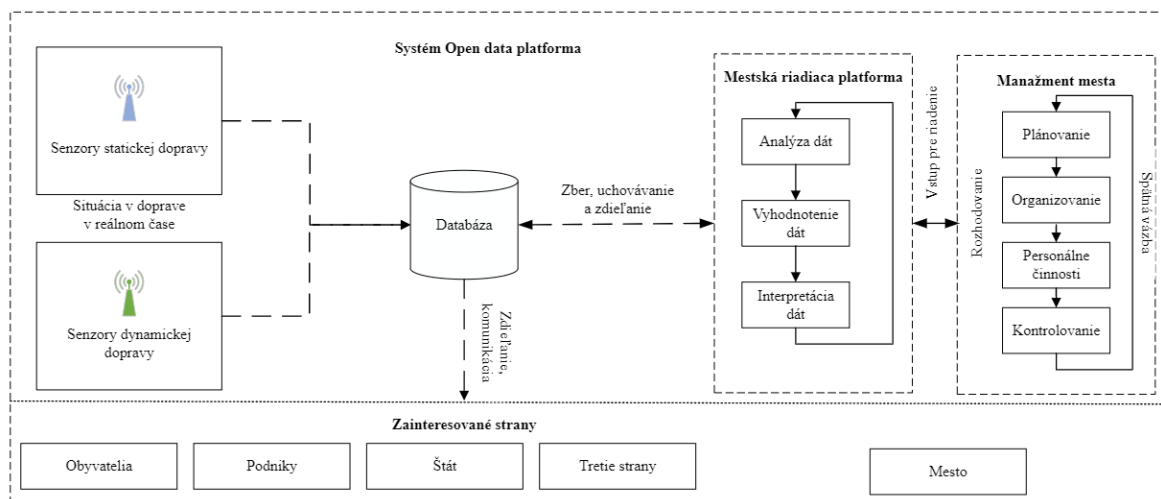 Systém Open data platforma
Senzory statickej dopravy
Situácia v doprave
v reálnom čase
Senzory dynamickej
dopravy
Databáza
Zber, uchovávanie
a zdieľanie
Zdieľanie,
komunikácia
Mestská riadiaca platforma
Analýza dát
Vyhodnotenie
dát
Interpretácia
dát
Vstup pre riadenie
Manažment mesta
Rozhodovanie
Plánovanie
Organizovanie
Personálne
činnosti
Kontrolovanie
Spätná väzba
Zainteresované strany
Obyvatelia
Podniky
Štát
Tretie strany
Mesto